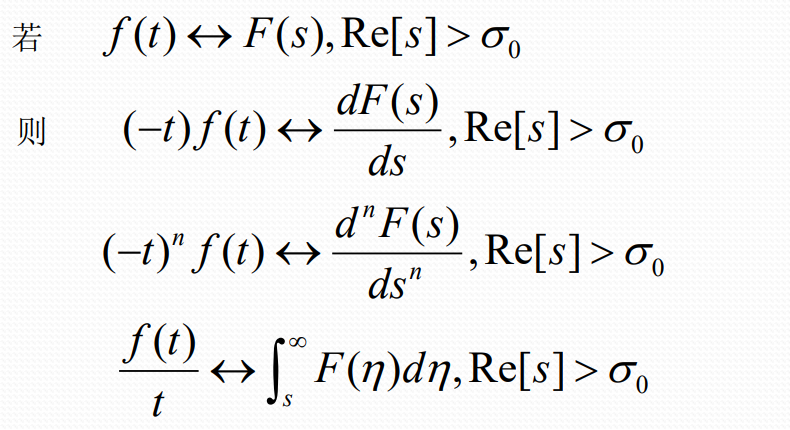 若 f(t) ↔ F(s), Re[s] > σ₀
则 (−t)f(t) ↔ dF(s)/ds, Re[s] > σ₀
(−t)ⁿ f(t) ↔ dⁿF(s)/dsⁿ, Re[s] > σ₀
f(t)/t ↔ ∫ₛ^∞ F(η)dη, Re[s] > σ₀